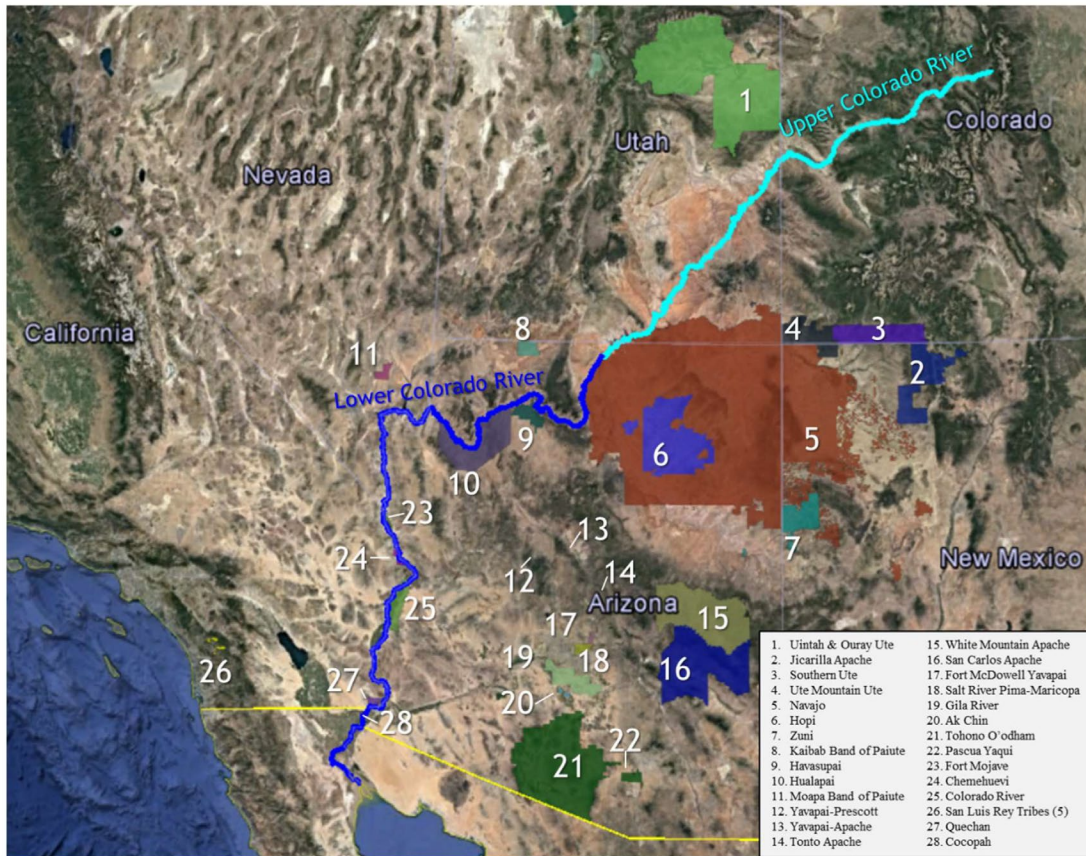 1
Upper Colorado River
Utah
Colorado
Nevada
California
8
4
3
11
2
Lower Colorado River
9
5
6
10
23
13
7
New Mexico
24
12
14
Arizona
25
15
17
26
19
18
16
27
20
28
21
22
1. Uintah & Ouray Ute
2. Jicarilla Apache
3. Southern Ute
4. Ute Mountain Ute
5. Navajo
6. Hopi
7. Zuni
8. Kaibab Band of Paiute
9. Havasupai
10. Hualapai
11. Moapa Band of Paiute
12. Yavapai-Prescott
13. Yavapai-Apache
14. Tonto Apache
15. White Mountain Apache
16. San Carlos Apache
17. Fort McDowell Yavapai
18. Salt River Pima-Maricopa
19. Gila River
20. Ak Chin
21. Tohono O'odham
22. Pascua Yaqui
23. Fort Mojave
24. Chemehuevi
25. Colorado River
26. San Luis Rey Tribes (5)
27. Quechan
28. Cocopah